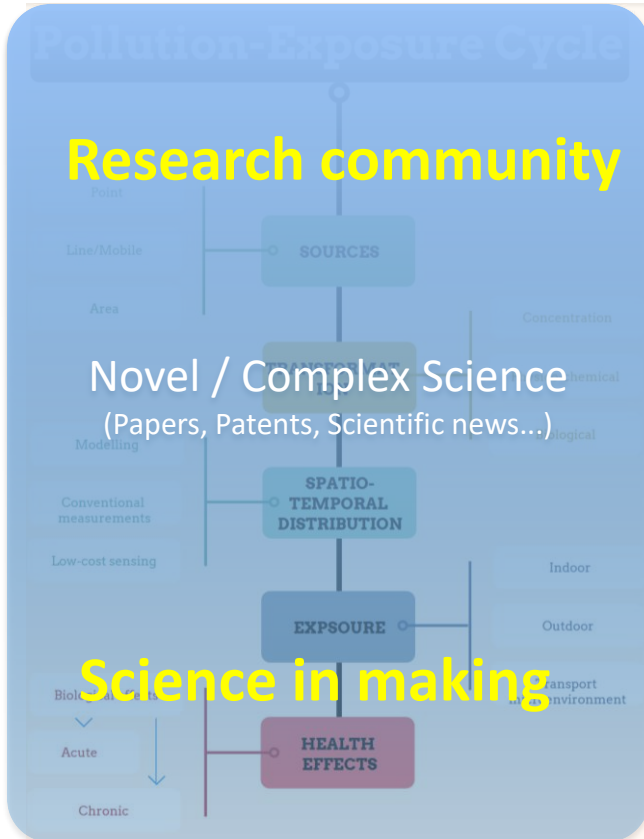 Pollution-Exposure Cycle
Research community
Point
Line/Mobile
SOURCES
Area
Concentration
Novel / Complex Science
(Papers, Patents, Scientific news...)
Modelling
SPATIO-
TEMPORAL
DISTRIBUTION
Conventional
measurements
Low-cost sensing
Indoor
EXPSOURE
Outdoor
Science in making
Acute
HEALTH
EFFECTS
Chronic